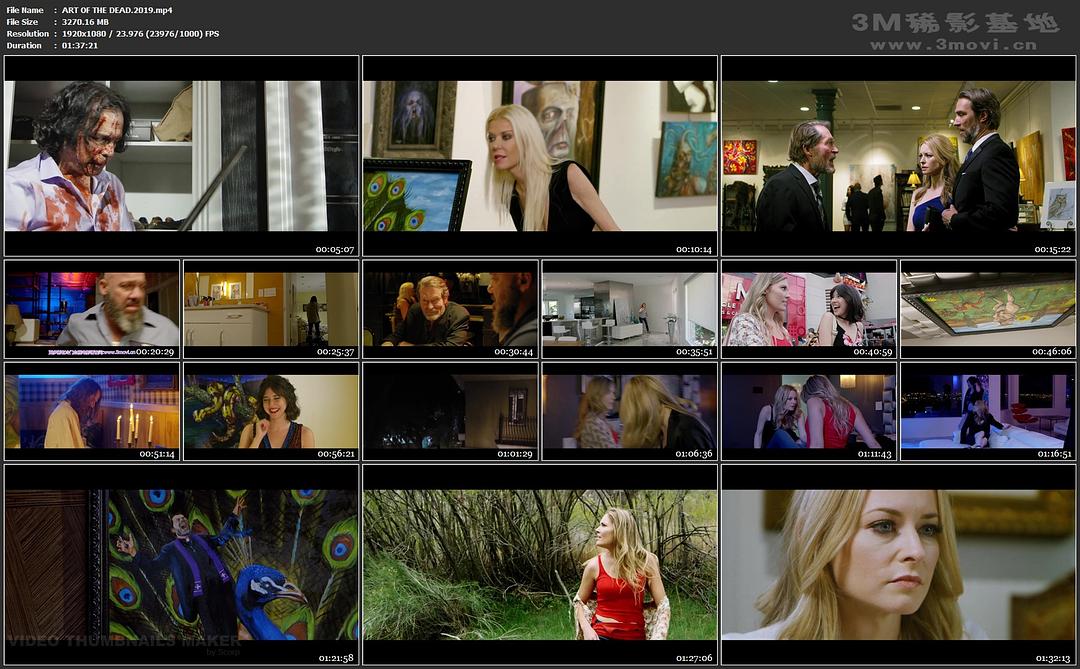 File Name : ART OF THE DEAD.2019.mp4
File Size : 3270.16 MB
Resolution : 1920x1080 / 23.976 (23976/1000) FPS
Duration : 01:37:21
3M稀影基地
www.3movi.cn
00:05:07
00:10:14
00:15:22
00:20:29
00:25:37
00:30:44
00:35:51
00:40:59
00:46:06
00:51:14
00:56:21
01:01:29
01:06:36
01:11:43
01:16:51
VIDEO THUMBNAILS MAKER
by Scorp
01:21:58
01:27:06
01:32:13